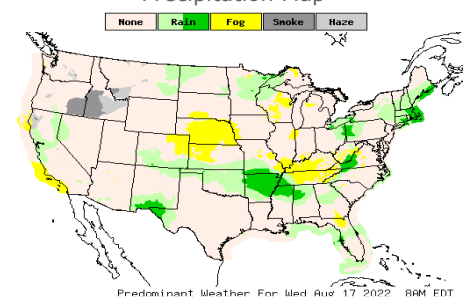 Precipitation Map
None Rain Fog Smoke Haze
Predominant Weather For Wed Aug 17 2022 8AM EDT